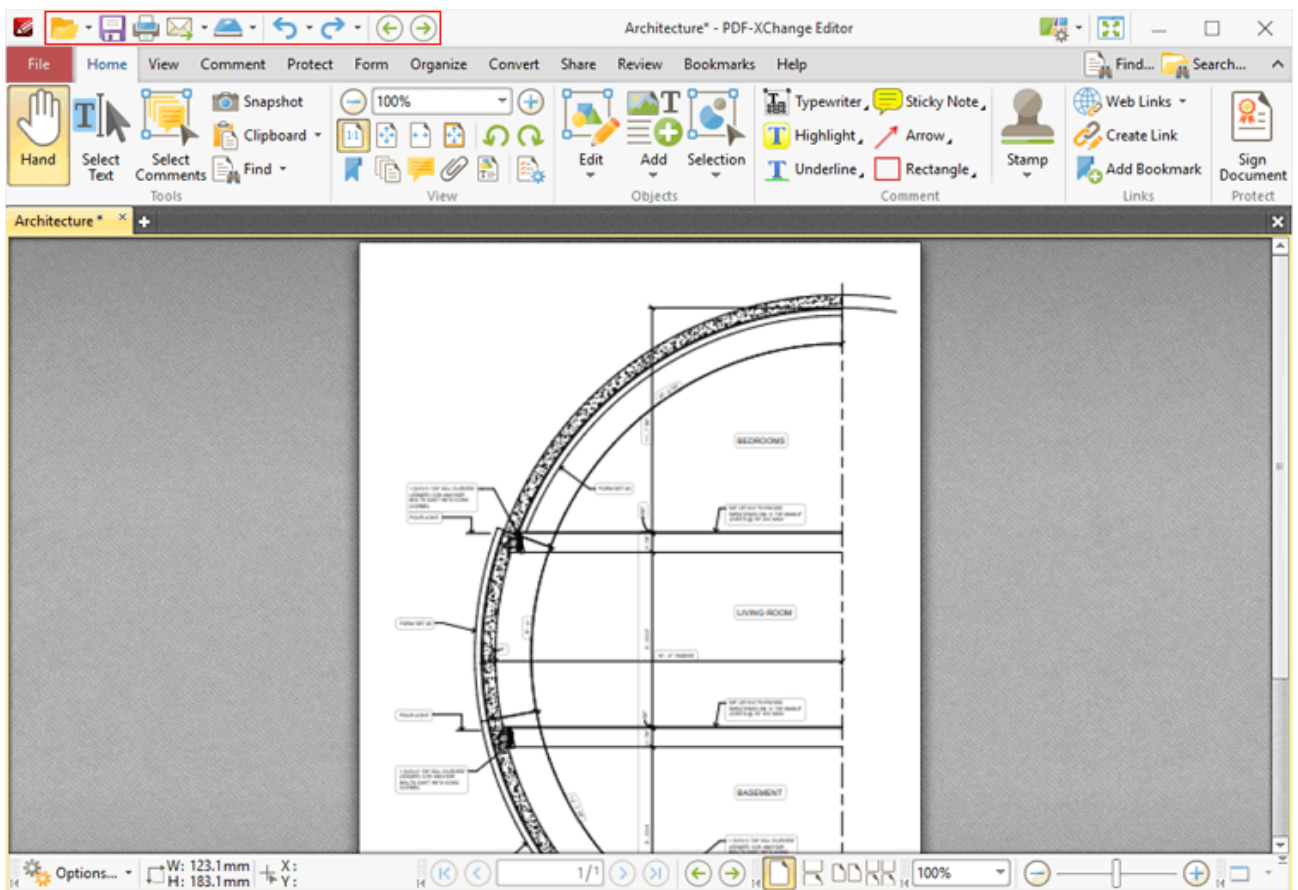 Architecture* - PDF-XChange Editor
File Home View Comment Protect Form Organize Convert Share Review Bookmarks Help Find... Search...
Hand
Select Text
Select Comments
Snapshot
Clipboard
Find
Tools
100%
1:1
View
Edit
Add
Selection
Objects
Typewriter
Sticky Note
Highlight
Arrow
Underline
Rectangle
Stamp
Comment
Web Links
Create Link
Add Bookmark
Links
Sign Document
Protect
Architecture *
BEDROOMS
LIVING ROOM
BASEMENT
Options...
W: 123.1mm
H: 183.1mm
X:
Y:
1/1
100%